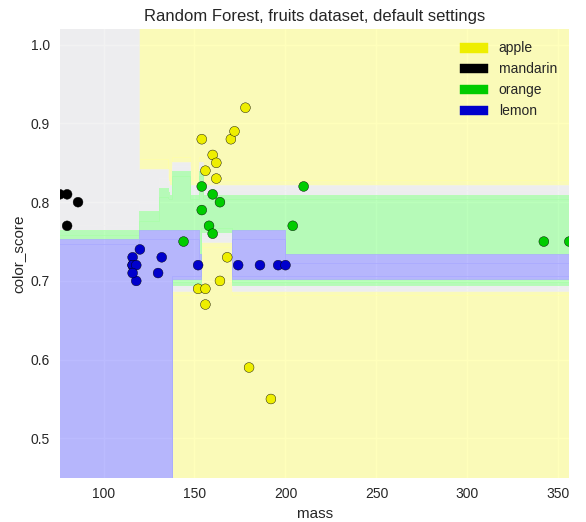 Random Forest, fruits dataset, default settings
apple
mandarin
orange
lemon
color_score
1.0
0.9
0.8
0.7
0.6
0.5
100
150
200
250
300
350
mass